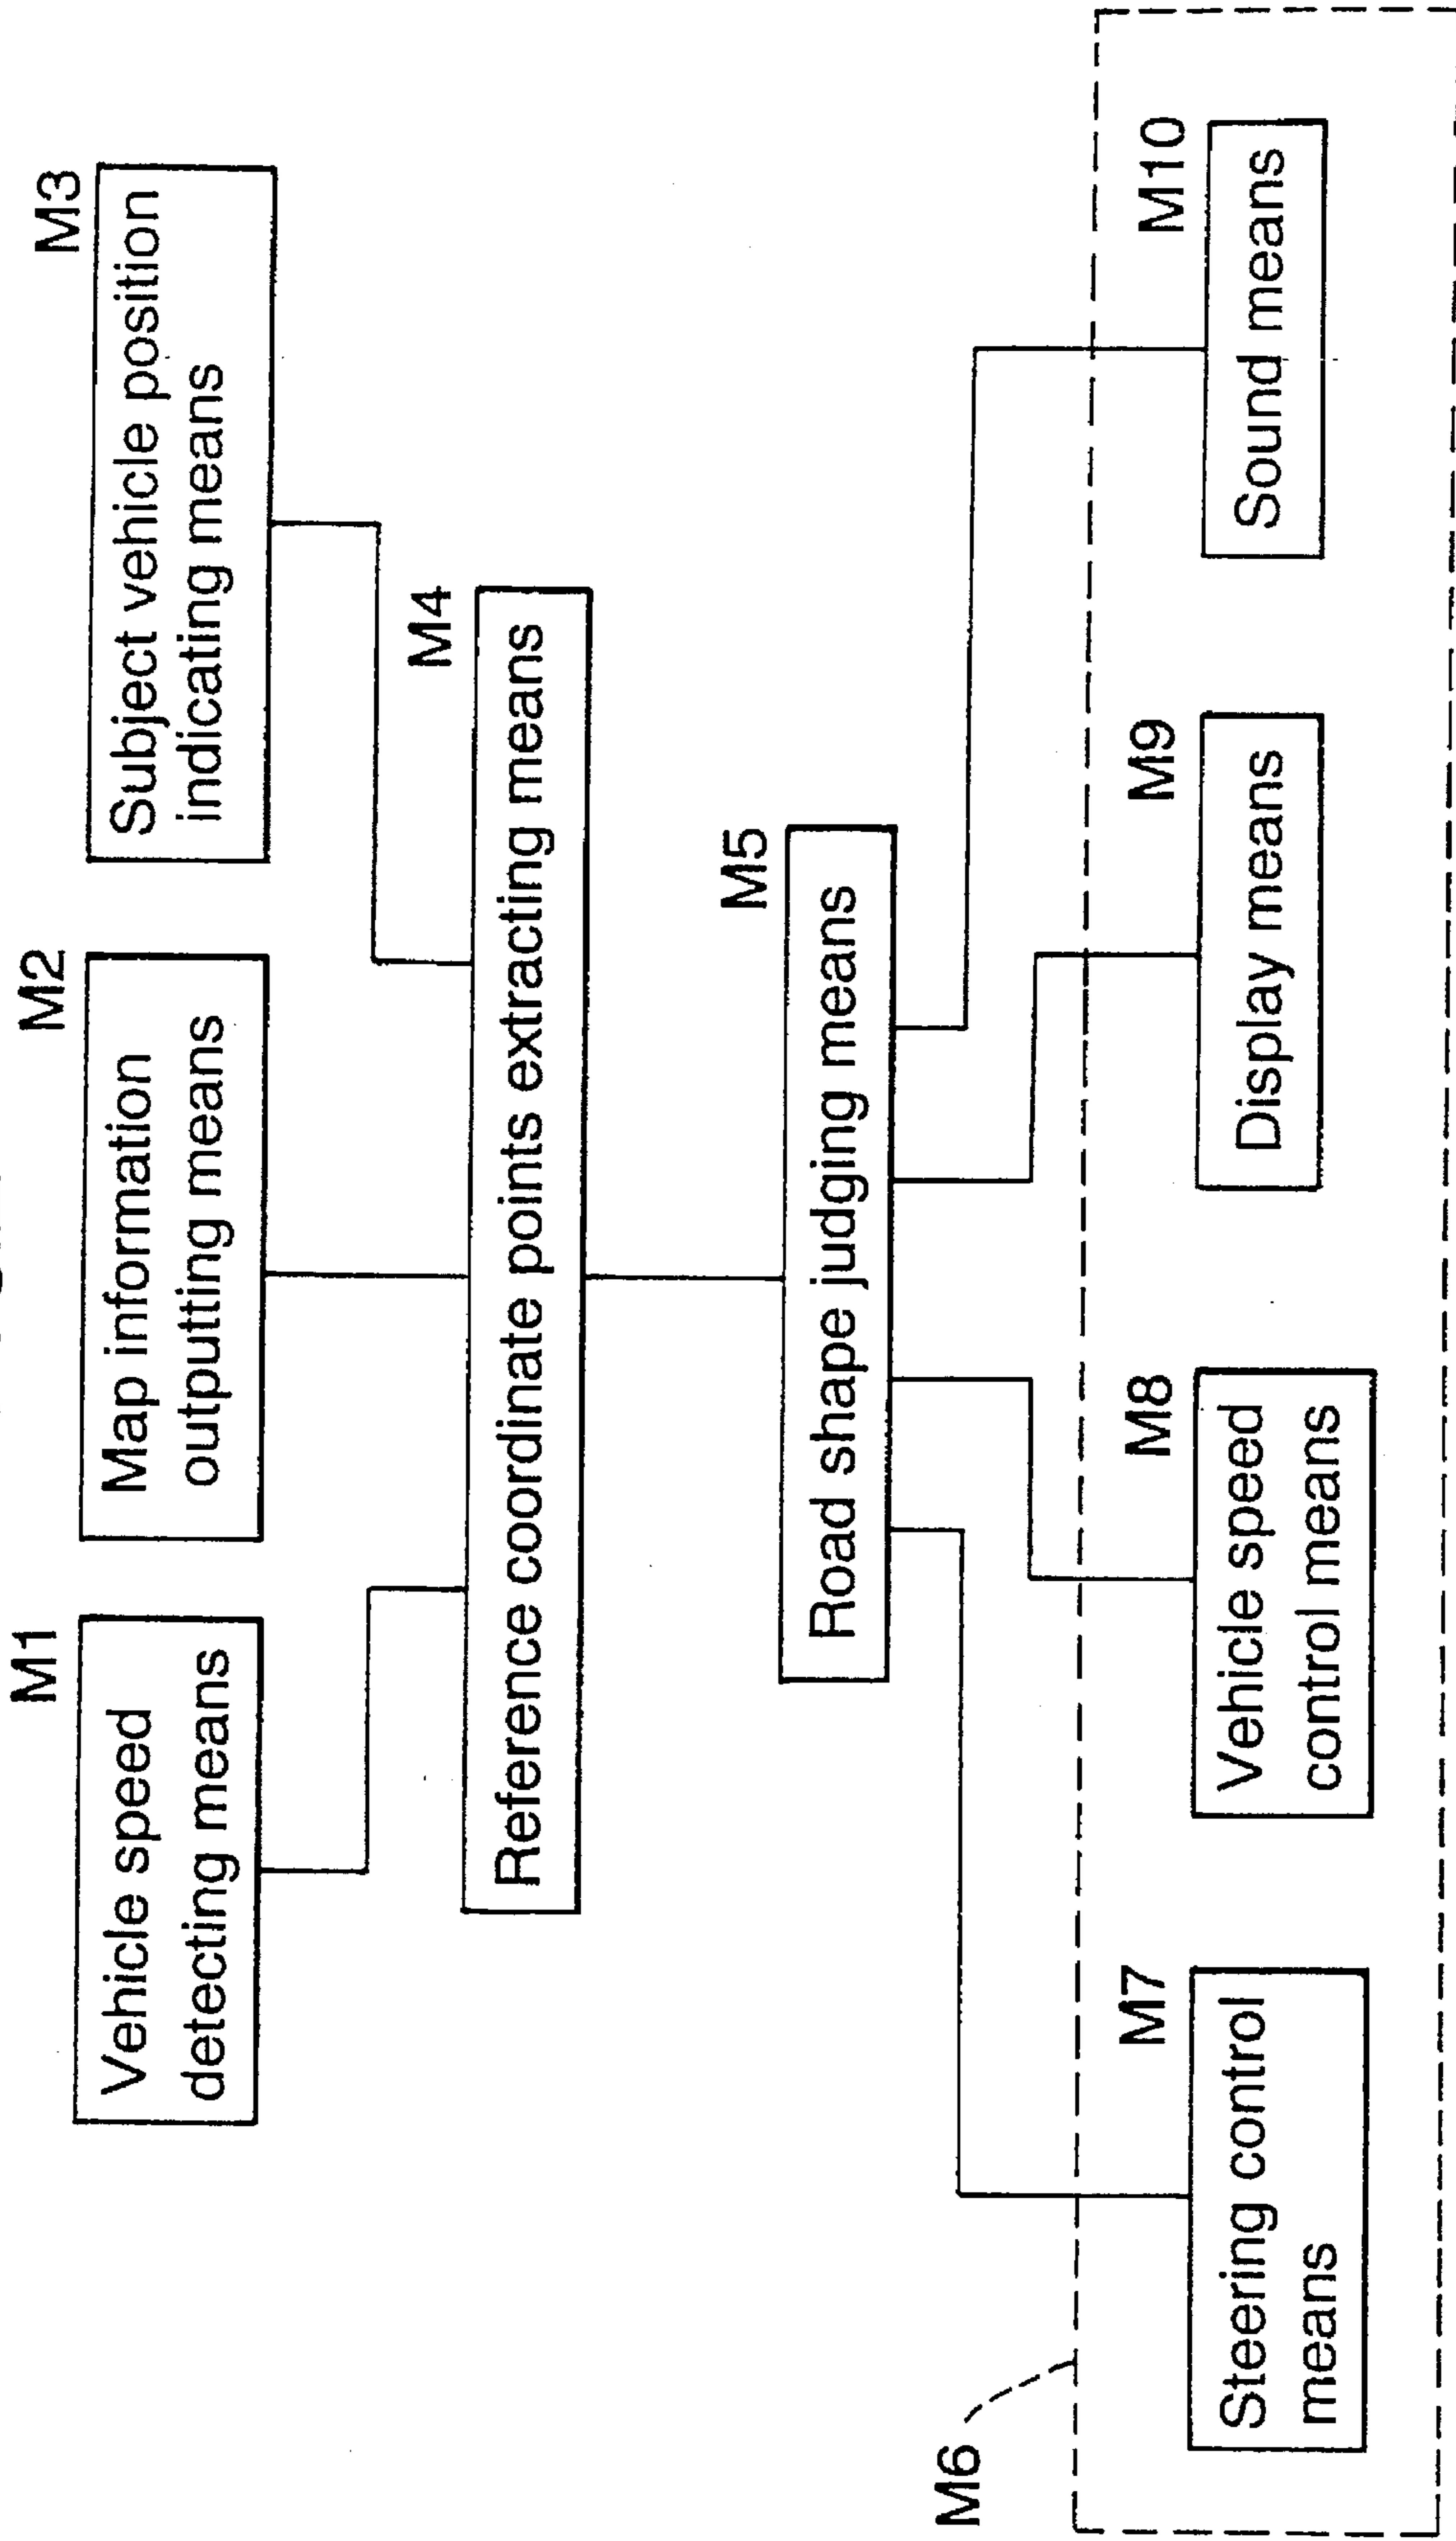 M1
Vehicle speed
detecting means
M2
Map information
outputting means
M3
Subject vehicle position
indicating means
M4
Reference coordinate points extracting means
M5
Road shape judging means
M6
M7
Steering control
means
M8
Vehicle speed
control means
M9
Display means
M10
Sound means